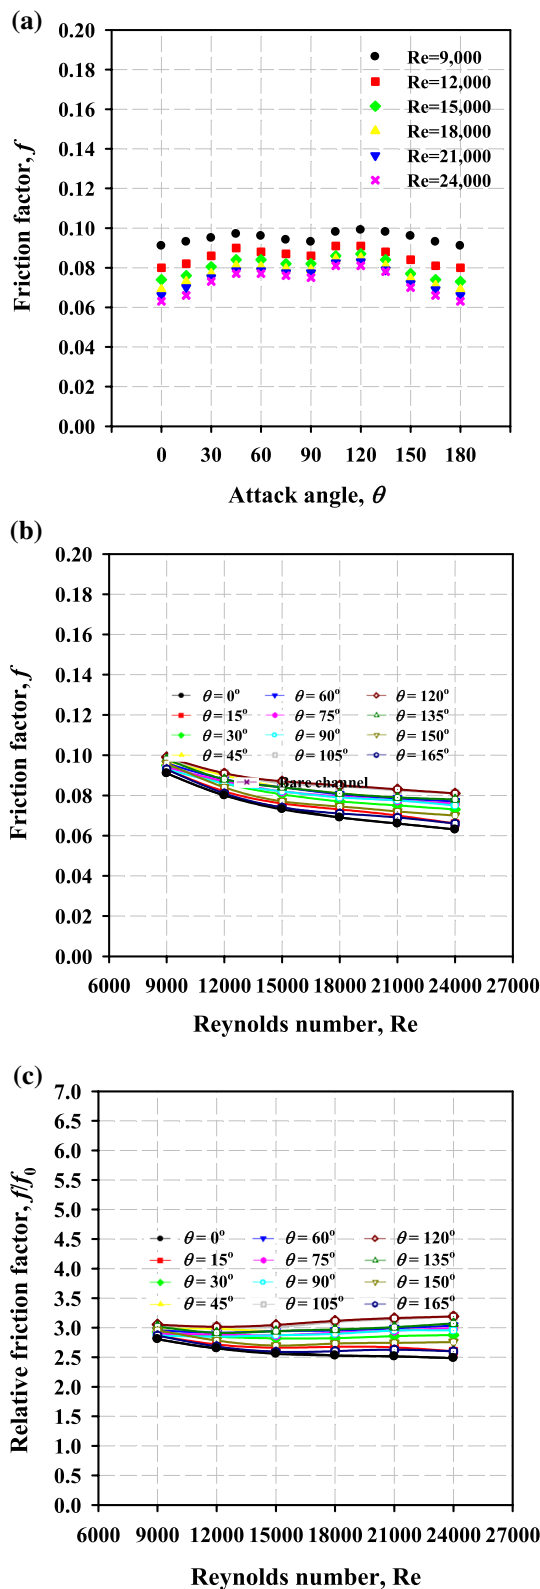 (a)
0.20
0.18
0.16
0.14
0.12
0.10
0.08
0.06
0.04
0.02
0.00
Friction factor, f
Re=9,000
Re=12,000
Re=15,000
Re=18,000
Re=21,000
Re=24,000
0 30 60 90 120 150 180
Attack angle, θ
(b)
0.20
0.18
0.16
0.14
0.12
0.10
0.08
0.06
0.04
0.02
0.00
Friction factor, f
θ = 0° θ = 60° θ = 120°
θ = 15° θ = 75° θ = 135°
θ = 30° θ = 90° θ = 150°
θ = 45° θ = 105° θ = 165°
Bare channel
6000 9000 12000 15000 18000 21000 24000 27000
Reynolds number, Re
(c)
7.0
6.5
6.0
5.5
5.0
4.5
4.0
3.5
3.0
2.5
2.0
1.5
1.0
0.5
0.0
Relative friction factor, f/f₀
θ = 0° θ = 60° θ = 120°
θ = 15° θ = 75° θ = 135°
θ = 30° θ = 90° θ = 150°
θ = 45° θ = 105° θ = 165°
6000 9000 12000 15000 18000 21000 24000 27000
Reynolds number, Re